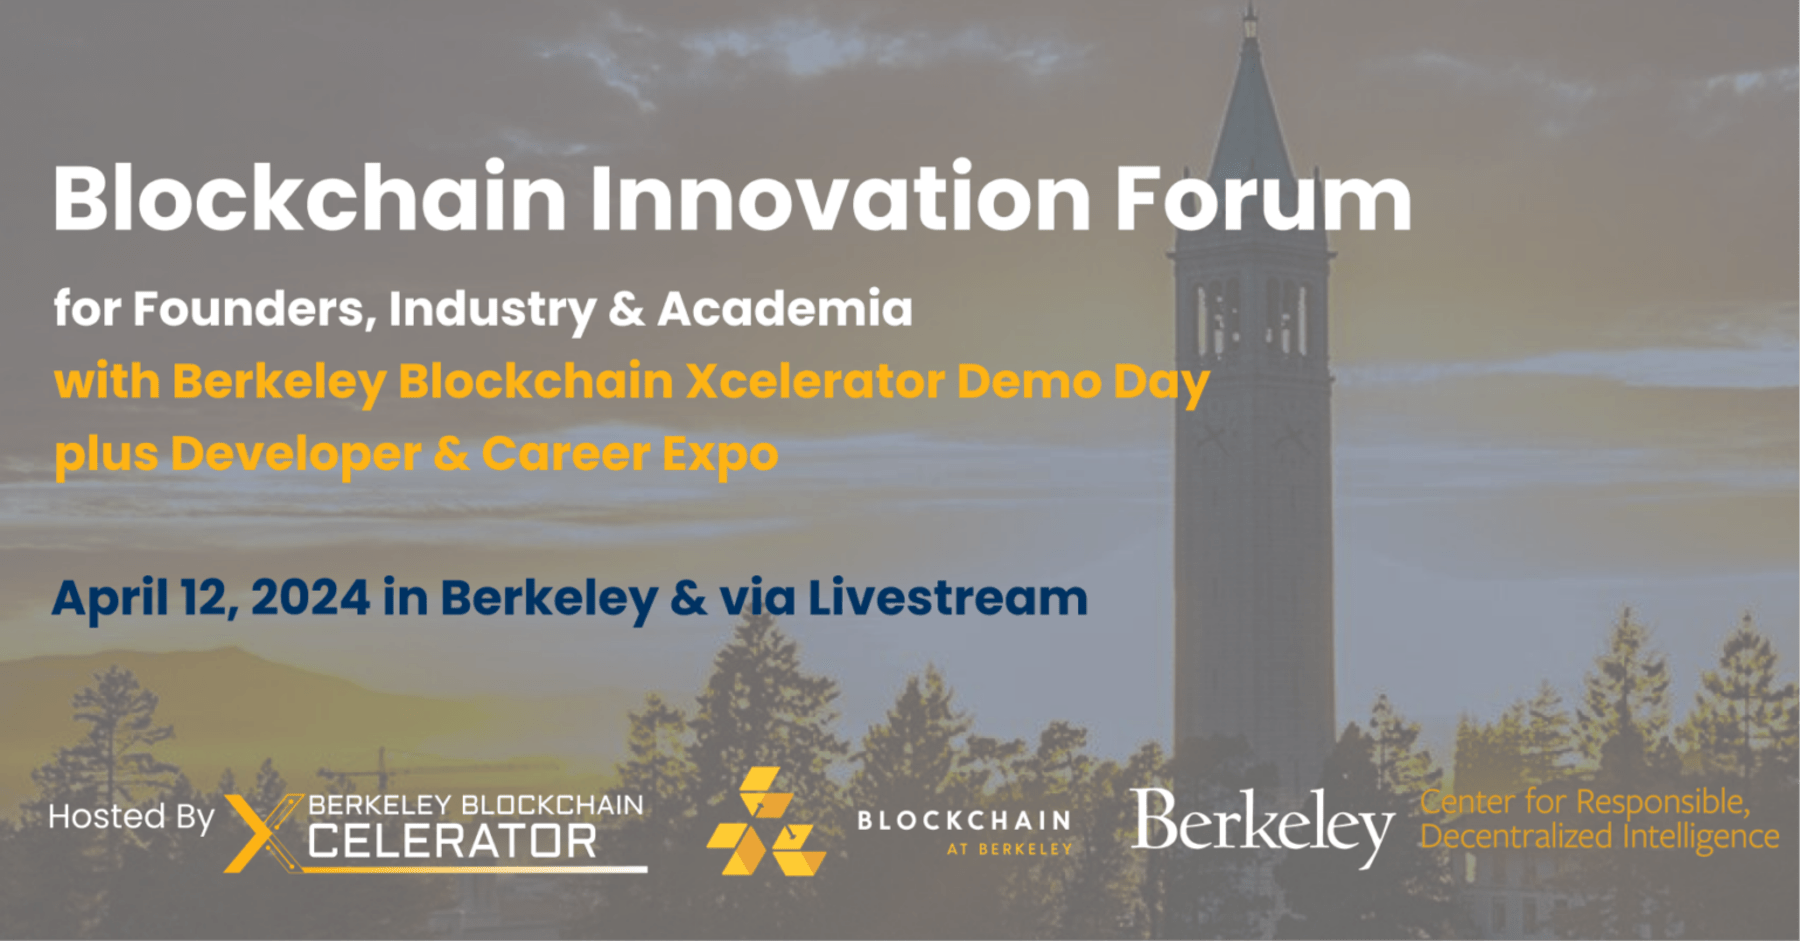 Blockchain Innovation Forum
for Founders, Industry & Academia
with Berkeley Blockchain Xcelerator Demo Day
plus Developer & Career Expo
April 12, 2024 in Berkeley & via Livestream
Hosted By
BERKELEY BLOCKCHAIN
XCELERATOR
BLOCKCHAIN
AT BERKELEY
Berkeley
Center for Responsible,
Decentralized Intelligence